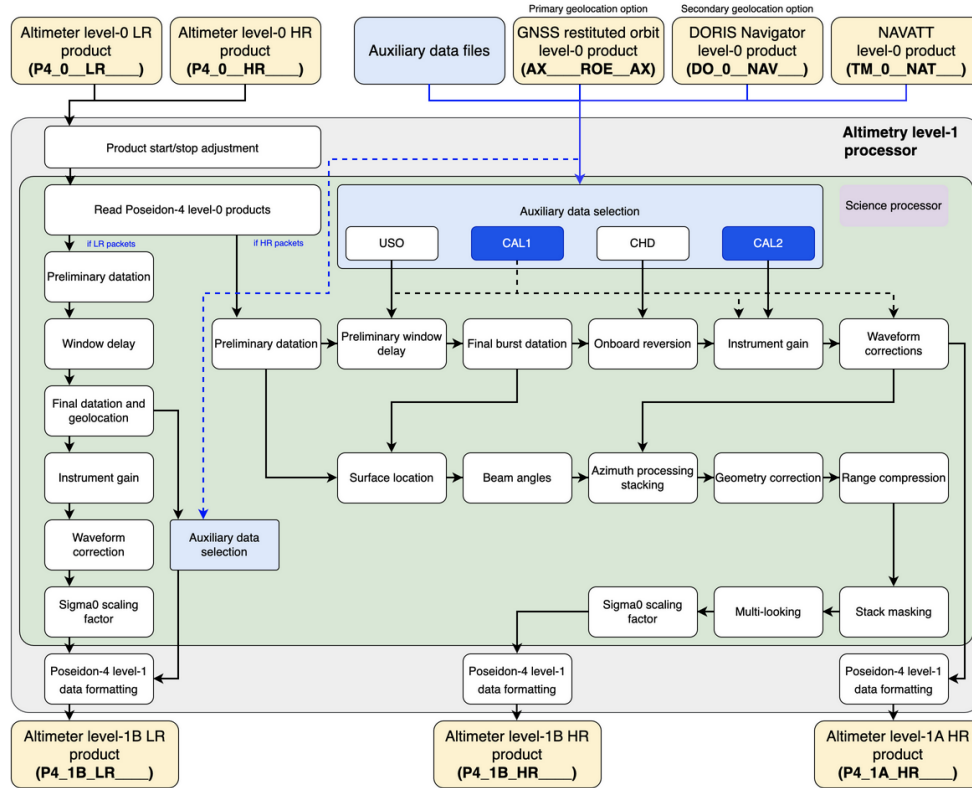 Primary geolocation option
Secondary geolocation option
Altimeter level-0 LR
product
(P4_0__LR____)
Altimeter level-0 HR
product
(P4_0__HR____)
Auxiliary data files
GNSS restituted orbit
level-0 product
(AX____ROE__AX)
DORIS Navigator
level-0 product
(DO_0__NAV___)
NAVATT
level-0 product
(TM_0__NAT___)
Altimetry level-1
processor
Product start/stop adjustment
Read Poseidon-4 level-0 products
Auxiliary data selection
Science processor
USO
CAL1
CHD
CAL2
if LR packets
if HR packets
Preliminary datation
Window delay
Final datation and
geolocation
Instrument gain
Waveform
correction
Sigma0 scaling
factor
Auxiliary data
selection
Preliminary datation
Preliminary window
delay
Final burst datation
Onboard reversion
Instrument gain
Waveform
corrections
Surface location
Beam angles
Azimuth processing
stacking
Geometry correction
Range compression
Sigma0 scaling
factor
Multi-looking
Stack masking
Poseidon-4 level-1
data formatting
Poseidon-4 level-1
data formatting
Poseidon-4 level-1
data formatting
Altimeter level-1B LR
product
(P4_1B_LR____)
Altimeter level-1B HR
product
(P4_1B_HR____)
Altimeter level-1A HR
product
(P4_1A_HR____)